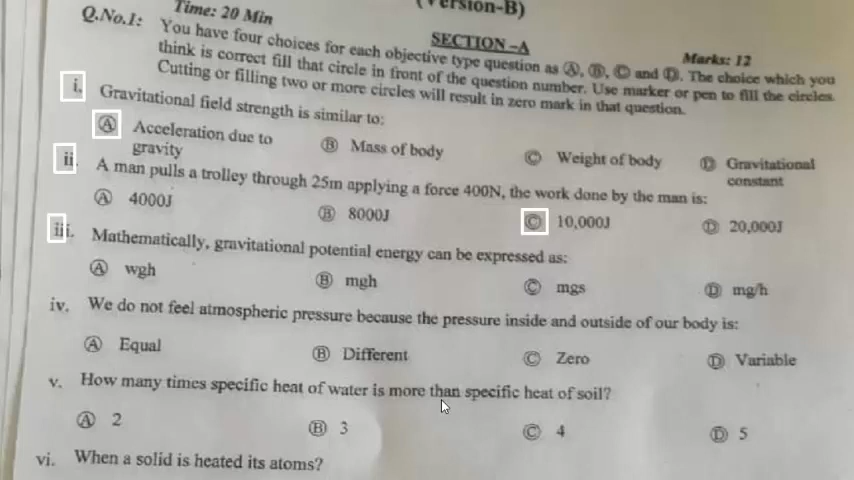 (Version-B)
Time: 20 Min
SECTION –A
Marks: 12
Q.No.1: You have four choices for each objective type question as Ⓐ, Ⓑ, Ⓒ and Ⓓ. The choice which you
think is correct fill that circle in front of the question number. Use marker or pen to fill the circles.
Cutting or filling two or more circles will result in zero mark in that question.
i. Gravitational field strength is similar to:
Ⓐ Acceleration due to gravity Ⓑ Mass of body Ⓒ Weight of body Ⓓ Gravitational constant
ii. A man pulls a trolley through 25m applying a force 400N, the work done by the man is:
Ⓐ 4000J Ⓑ 8000J Ⓒ 10,000J Ⓓ 20,000J
iii. Mathematically, gravitational potential energy can be expressed as:
Ⓐ wgh Ⓑ mgh Ⓒ mgs Ⓓ mg/h
iv. We do not feel atmospheric pressure because the pressure inside and outside of our body is:
Ⓐ Equal Ⓑ Different Ⓒ Zero Ⓓ Variable
v. How many times specific heat of water is more than specific heat of soil?
Ⓐ 2 Ⓑ 3 Ⓒ 4 Ⓓ 5
vi. When a solid is heated its atoms?